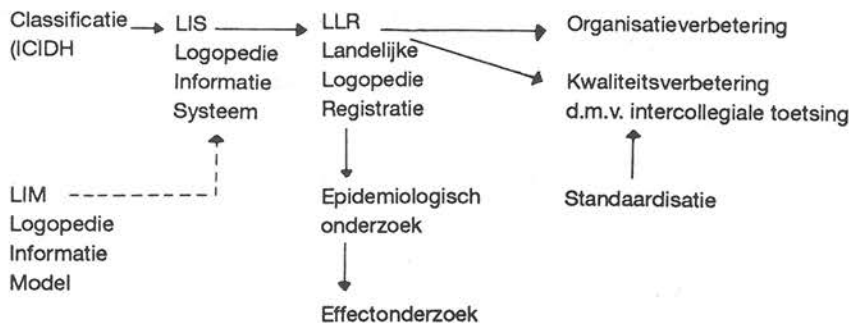 Classificatie
(ICIDH
LIS
Logopedie
Informatie
Systeem
LLR
Landelijke
Logopedie
Registratie
Organisatieverbetering
Kwaliteitsverbetering
d.m.v. intercollegiale toetsing
LIM
Logopedie
Informatie
Model
Epidemiologisch
onderzoek
Standaardisatie
Effectonderzoek